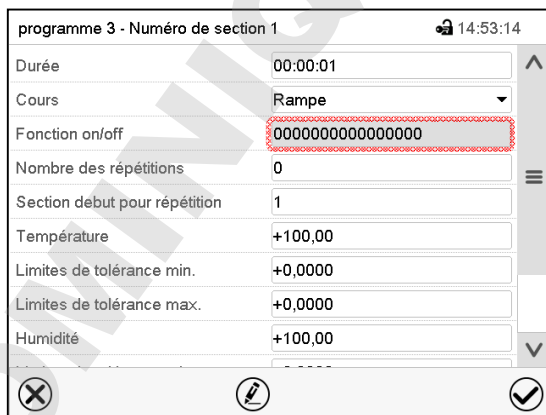 programme 3 - Numéro de section 1 14:53:14
Durée 00:00:01
Cours Rampe
Fonction on/off 0000000000000000
Nombre des répétitions 0
Section debut pour répétition 1
Température +100,00
Limites de tolérance min. +0,0000
Limites de tolérance max. +0,0000
Humidité +100,00